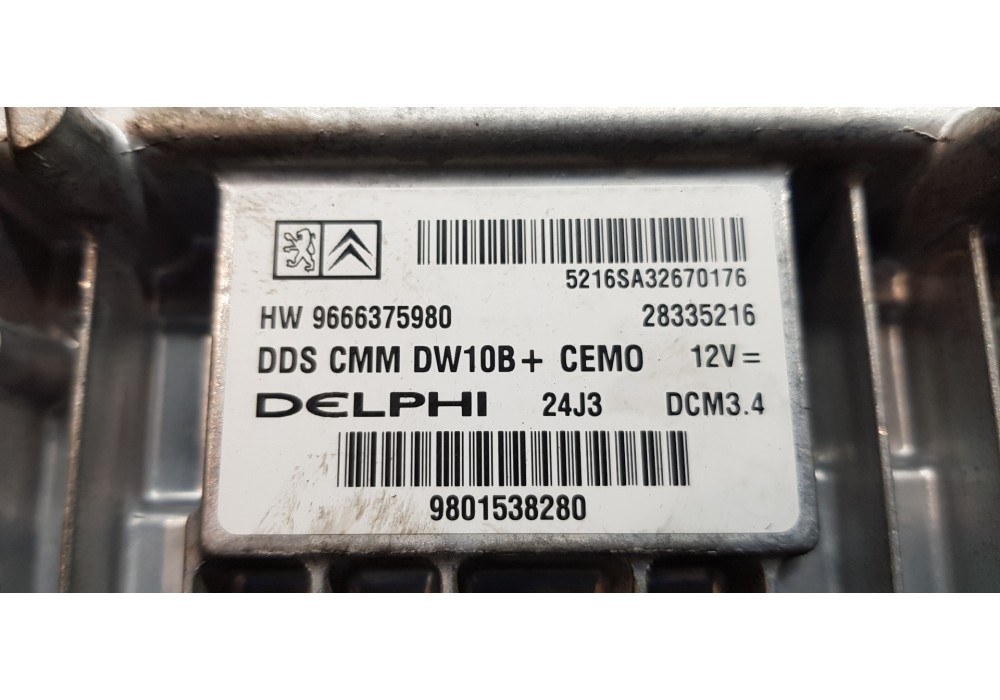 5216SA32670176
HW 9666375980 28335216
DDS CMM DW10B+ CEMO 12V=
DELPHI 24J3 DCM3.4
9801538280